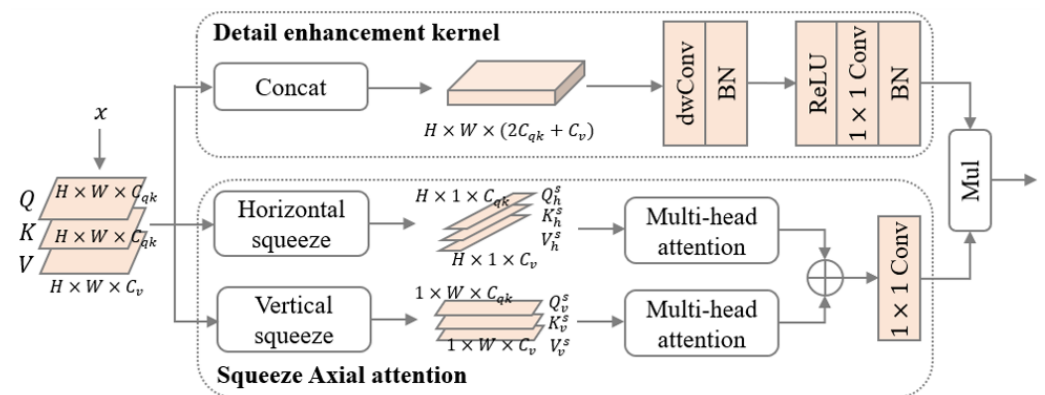 Detail enhancement kernel
Concat
H × W × (2C_qk + C_v)
dwConv
BN
ReLU
1 × 1 Conv
BN
x
Q
H × W × C_qk
K
H × W × C_qk
V
H × W × C_v
Horizontal
squeeze
H × 1 × C_qk
Q_h^s
K_h^s
V_h^s
H × 1 × C_v
Multi-head
attention
Vertical
squeeze
1 × W × C_qk
Q_v^s
K_v^s
V_v^s
1 × W × C_v
Multi-head
attention
1 × 1 Conv
Mul
Squeeze Axial attention